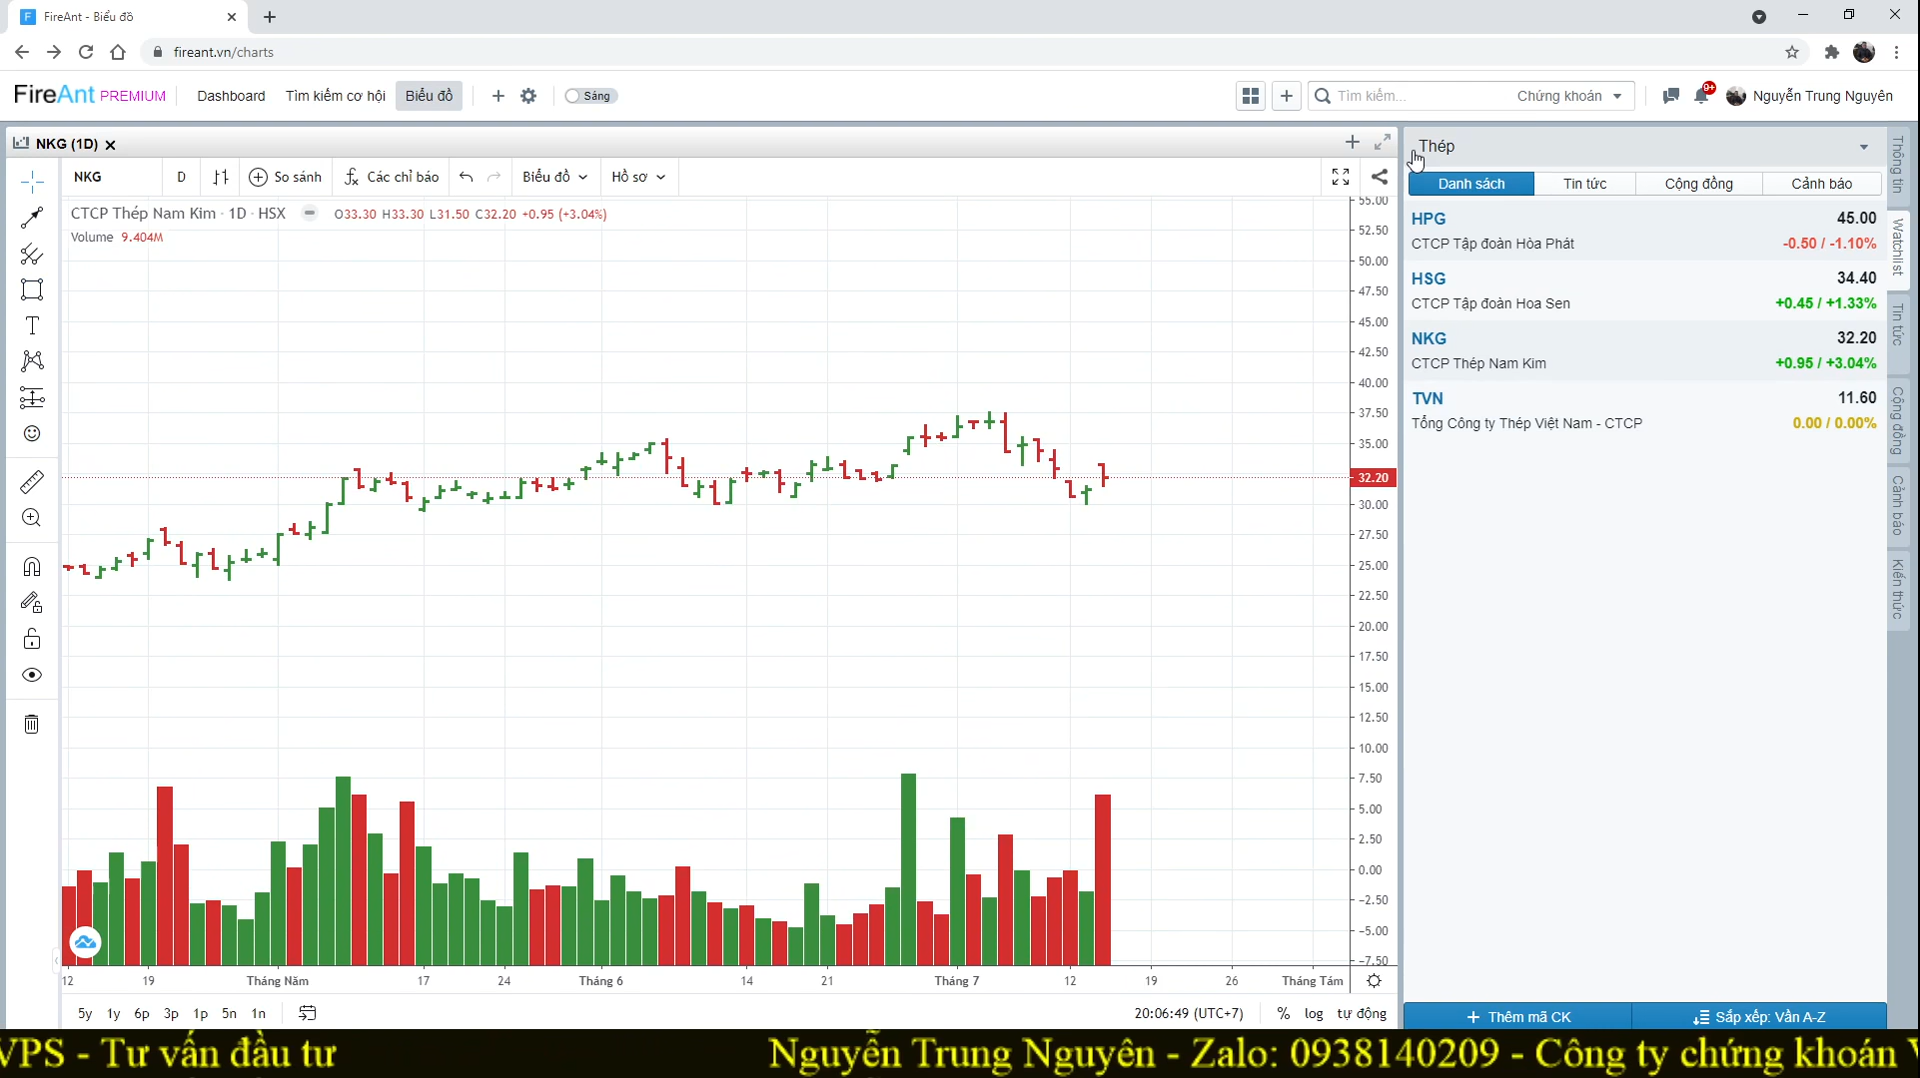 FireAnt - Biểu đồ
fireant.vn/charts
FireAnt PREMIUM Dashboard Tìm kiếm cơ hội Biểu đồ Sáng Tìm kiếm... Chứng khoán 9+ Nguyễn Trung Nguyên
NKG (1D)
NKG D So sánh Các chỉ báo Biểu đồ Hồ sơ
CTCP Thép Nam Kim · 1D · HSX O33.30 H33.30 L31.50 C32.20 +0.95 (+3.04%)
Volume 9.404M
55.00
52.50
50.00
47.50
45.00
42.50
40.00
37.50
35.00
32.20
30.00
27.50
25.00
22.50
20.00
17.50
15.00
12.50
10.00
7.50
5.00
2.50
0.00
-2.50
-5.00
-7.50
12 19 Tháng Năm 17 24 Tháng 6 14 21 Tháng 7 12 19 26 Tháng Tám
5y 1y 6p 3p 1p 5n 1n 20:06:49 (UTC+7) % log tự động
Thép
Danh sách Tin tức Cộng đồng Cảnh báo
HPG 45.00
CTCP Tập đoàn Hòa Phát -0.50 / -1.10%
HSG 34.40
CTCP Tập đoàn Hoa Sen +0.45 / +1.33%
NKG 32.20
CTCP Thép Nam Kim +0.95 / +3.04%
TVN 11.60
Tổng Công ty Thép Việt Nam - CTCP 0.00 / 0.00%
Thêm mã CK Sắp xếp: Vần A-Z
Thông tin
Watchlist
Tin tức
Cộng đồng
Cảnh báo
Kiến thức
VPS - Tư vấn đầu tư Nguyễn Trung Nguyên - Zalo: 0938140209 - Công ty chứng khoán V